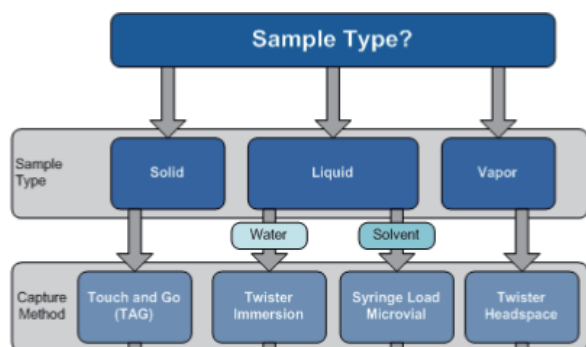 Sample Type?
Sample
Type
Solid
Liquid
Vapor
Water
Solvent
Capture
Method
Touch and Go
(TAG)
Twister
Immersion
Syringe Load
Microvial
Twister
Headspace